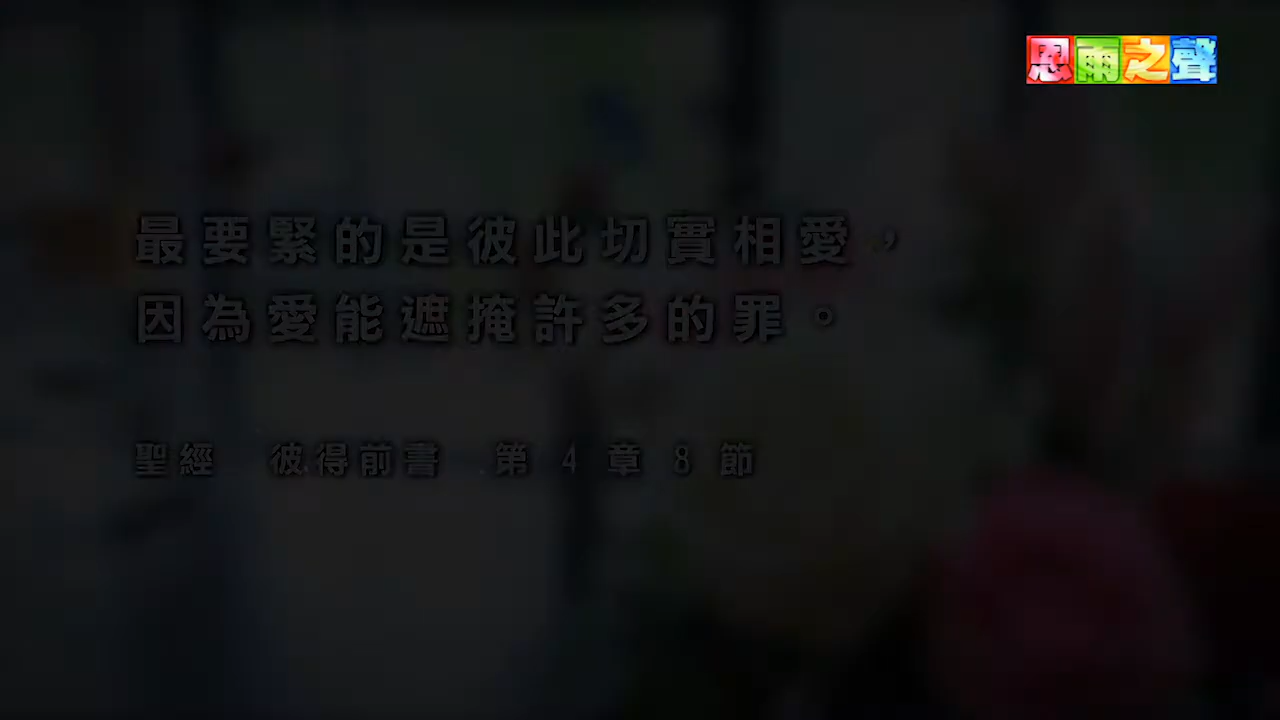 恩雨之聲
最要緊的是彼此切實相愛，
因為愛能遮掩許多的罪。
聖經 彼得前書 第 4 章 8 節